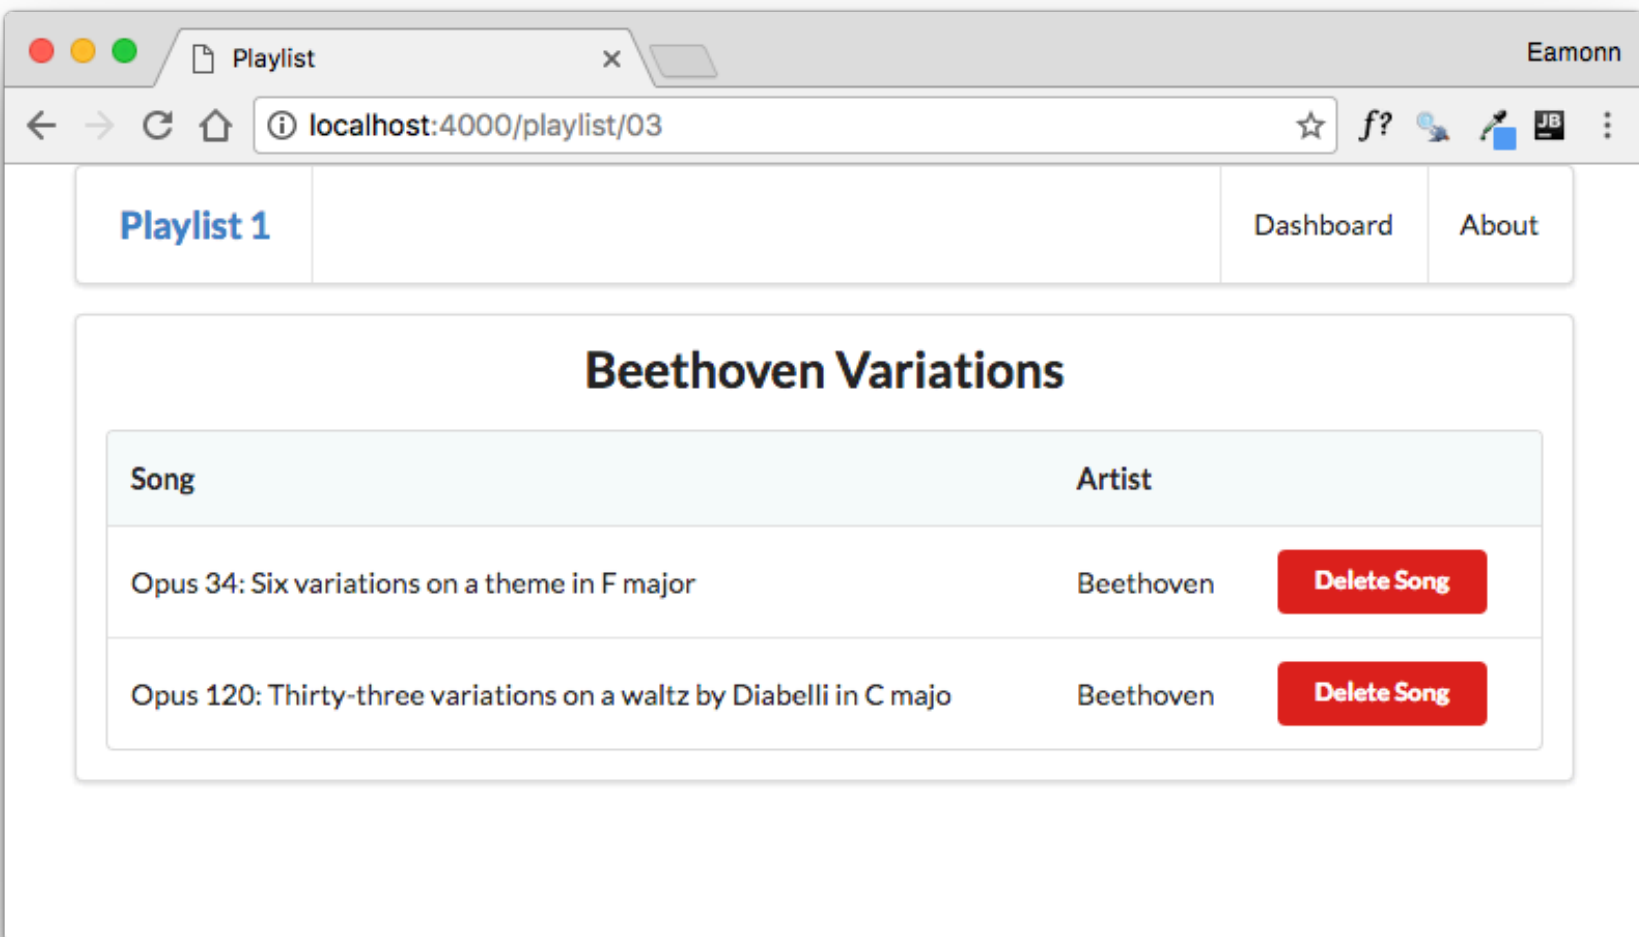 Playlist
Eamonn
localhost:4000/playlist/03
f?
JB
Playlist 1
Dashboard
About
Beethoven Variations
Song
Artist
Opus 34: Six variations on a theme in F major
Beethoven
Delete Song
Opus 120: Thirty-three variations on a waltz by Diabelli in C majo
Beethoven
Delete Song